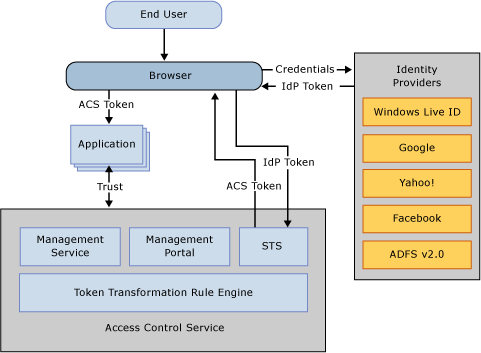 End User
Browser
Credentials
IdP Token
Identity
Providers
Windows Live ID
Google
Yahoo!
Facebook
ADFS v2.0
ACS Token
Application
Trust
IdP Token
ACS Token
Management
Service
Management
Portal
STS
Token Transformation Rule Engine
Access Control Service